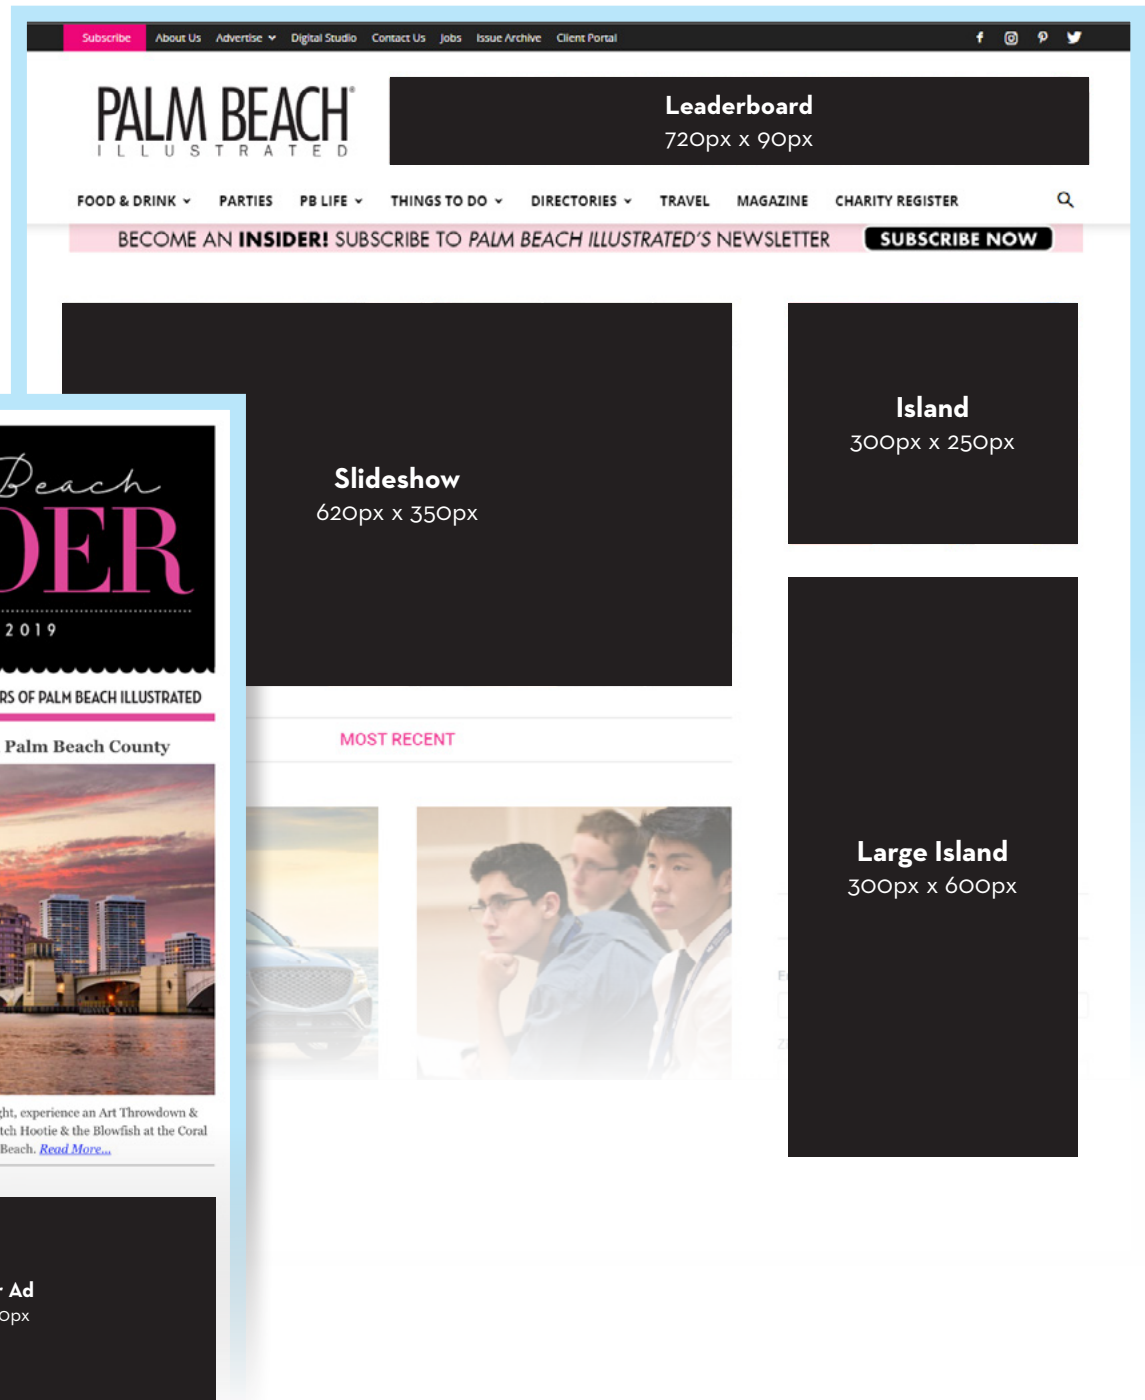 Subscribe About Us Advertise Digital Studio Contact Us Jobs Issue Archive Client Portal
PALM BEACH®
ILLUSTRATED
Leaderboard
720px x 90px
FOOD & DRINK PARTIES PB LIFE THINGS TO DO DIRECTORIES TRAVEL MAGAZINE CHARITY REGISTER
BECOME AN INSIDER! SUBSCRIBE TO PALM BEACH ILLUSTRATED'S NEWSLETTER SUBSCRIBE NOW
Slideshow
620px x 350px
Island
300px x 250px
Large Island
300px x 600px
MOST RECENT
Beach
DER
2019
RS OF PALM BEACH ILLUSTRATED
Palm Beach County
ght, experience an Art Throwdown &
tch Hootie & the Blowfish at the Coral
Beach. Read More...
r Ad
0px